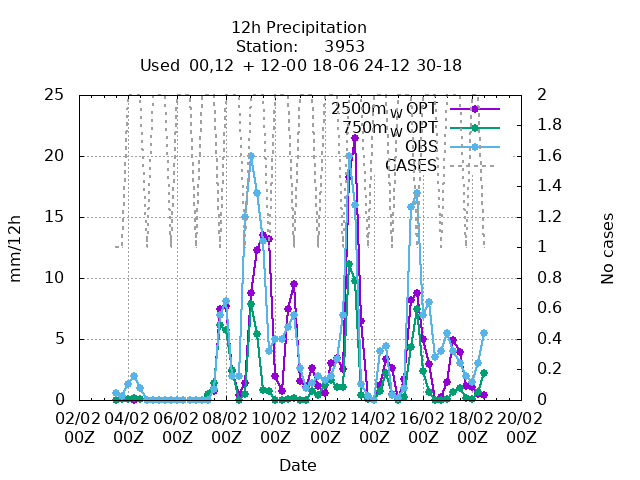 12h Precipitation
Station: 3953
Used 00,12 + 12-00 18-06 24-12 30-18
25
20
15
10
5
0
mm/12h
2
1.8
1.6
1.4
1.2
1
0.8
0.6
0.4
0.2
0
No cases
2500m_W OPT
750m_W OPT
OBS
CASES
02/02 04/02 06/02 08/02 10/02 12/02 14/02 16/02 18/02 20/02
00Z 00Z 00Z 00Z 00Z 00Z 00Z 00Z 00Z 00Z
Date